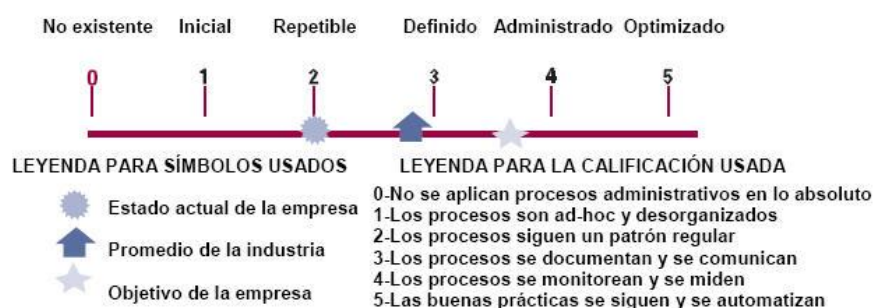 No existente Inicial Repetible Definido Administrado Optimizado
0 1 2 3 4 5
LEYENDA PARA SÍMBOLOS USADOS
Estado actual de la empresa
Promedio de la industria
Objetivo de la empresa
LEYENDA PARA LA CALIFICACIÓN USADA
0-No se aplican procesos administrativos en lo absoluto
1-Los procesos son ad-hoc y desorganizados
2-Los procesos siguen un patrón regular
3-Los procesos se documentan y se comunican
4-Los procesos se monitorean y se miden
5-Las buenas prácticas se siguen y se automatizan